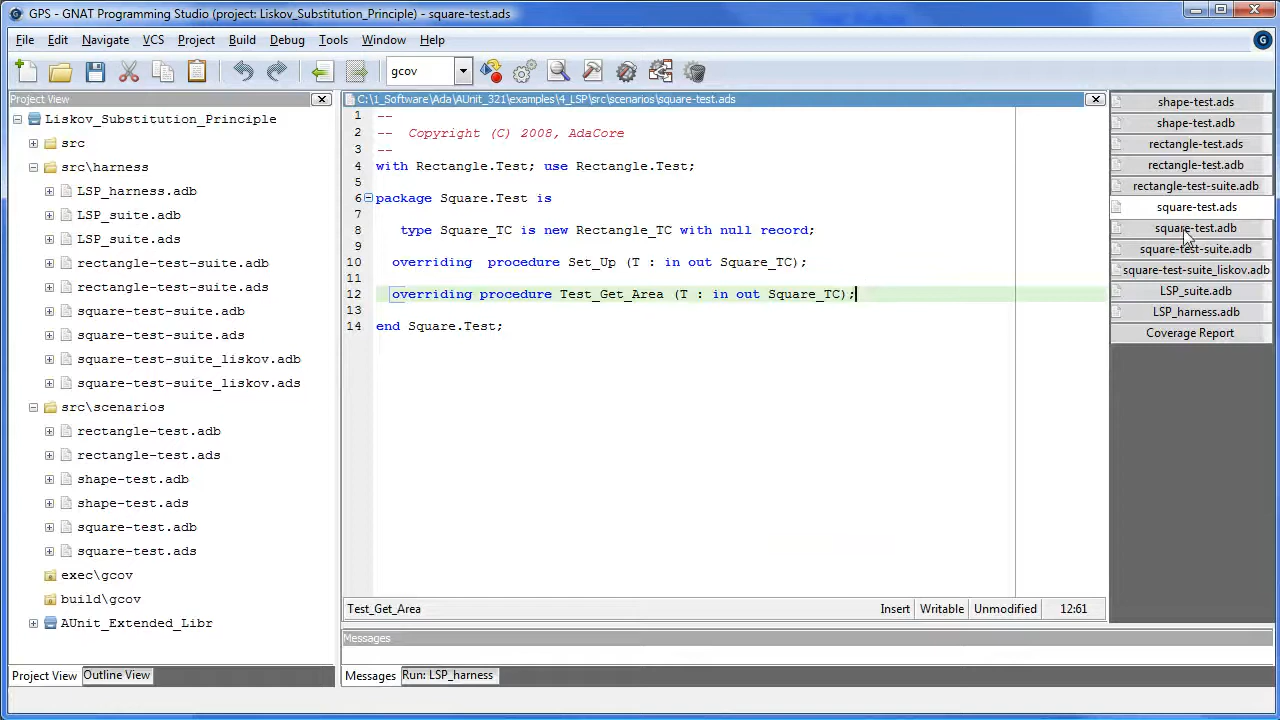 GPS - GNAT Programming Studio (project: Liskov_Substitution_Principle) - square-test.ads
File Edit Navigate VCS Project Build Debug Tools Window Help
gcov
Project View
Liskov_Substitution_Principle
src
src\harness
LSP_harness.adb
LSP_suite.adb
LSP_suite.ads
rectangle-test-suite.adb
rectangle-test-suite.ads
square-test-suite.adb
square-test-suite.ads
square-test-suite_liskov.adb
square-test-suite_liskov.ads
src\scenarios
rectangle-test.adb
rectangle-test.ads
shape-test.adb
shape-test.ads
square-test.adb
square-test.ads
exec\gcov
build\gcov
AUnit_Extended_Libr
Project View Outline View
C:\1_Software\Ada\AUnit_321\examples\4_LSP\src\scenarios\square-test.ads
1 --
2 --  Copyright (C) 2008, AdaCore
3 --
4 with Rectangle.Test; use Rectangle.Test;
5
6 package Square.Test is
7
8 type Square_TC is new Rectangle_TC with null record;
9
10 overriding  procedure Set_Up (T : in out Square_TC);
11
12 overriding procedure Test_Get_Area (T : in out Square_TC);
13
14 end Square.Test;
Test_Get_Area Insert Writable Unmodified 12:61
Messages
Messages Run: LSP_harness
shape-test.ads
shape-test.adb
rectangle-test.ads
rectangle-test.adb
rectangle-test-suite.adb
square-test.ads
square-test.adb
square-test-suite.adb
square-test-suite_liskov.adb
LSP_suite.adb
LSP_harness.adb
Coverage Report